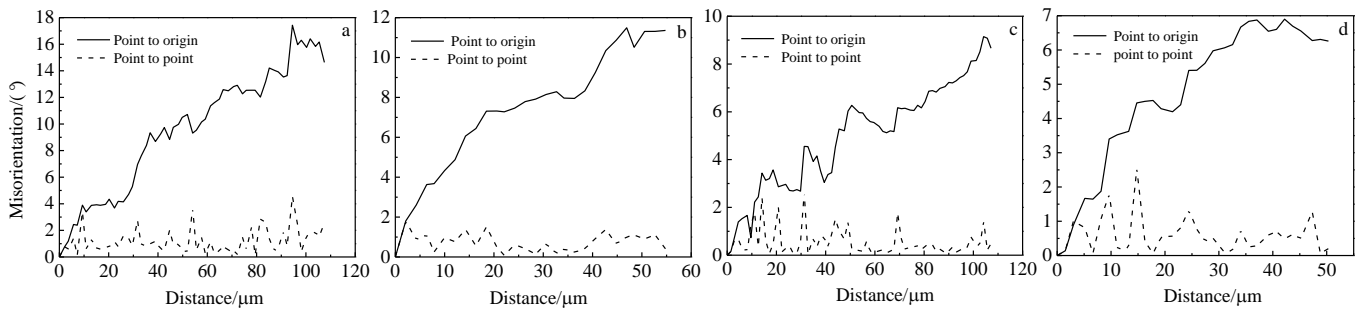 18
16
14
12
10
8
6
4
2
0
Misorientation/(°)
a
Point to origin
Point to point
0 20 40 60 80 100 120
Distance/μm
12
10
8
6
4
2
0
b
Point to origin
Point to point
0 10 20 30 40 50 60
Distance/μm
10
8
6
4
2
0
c
Point to origin
Point to point
0 20 40 60 80 100 120
Distance/μm
7
6
5
4
3
2
1
0
d
Point to origin
point to point
0 10 20 30 40 50
Distance/μm